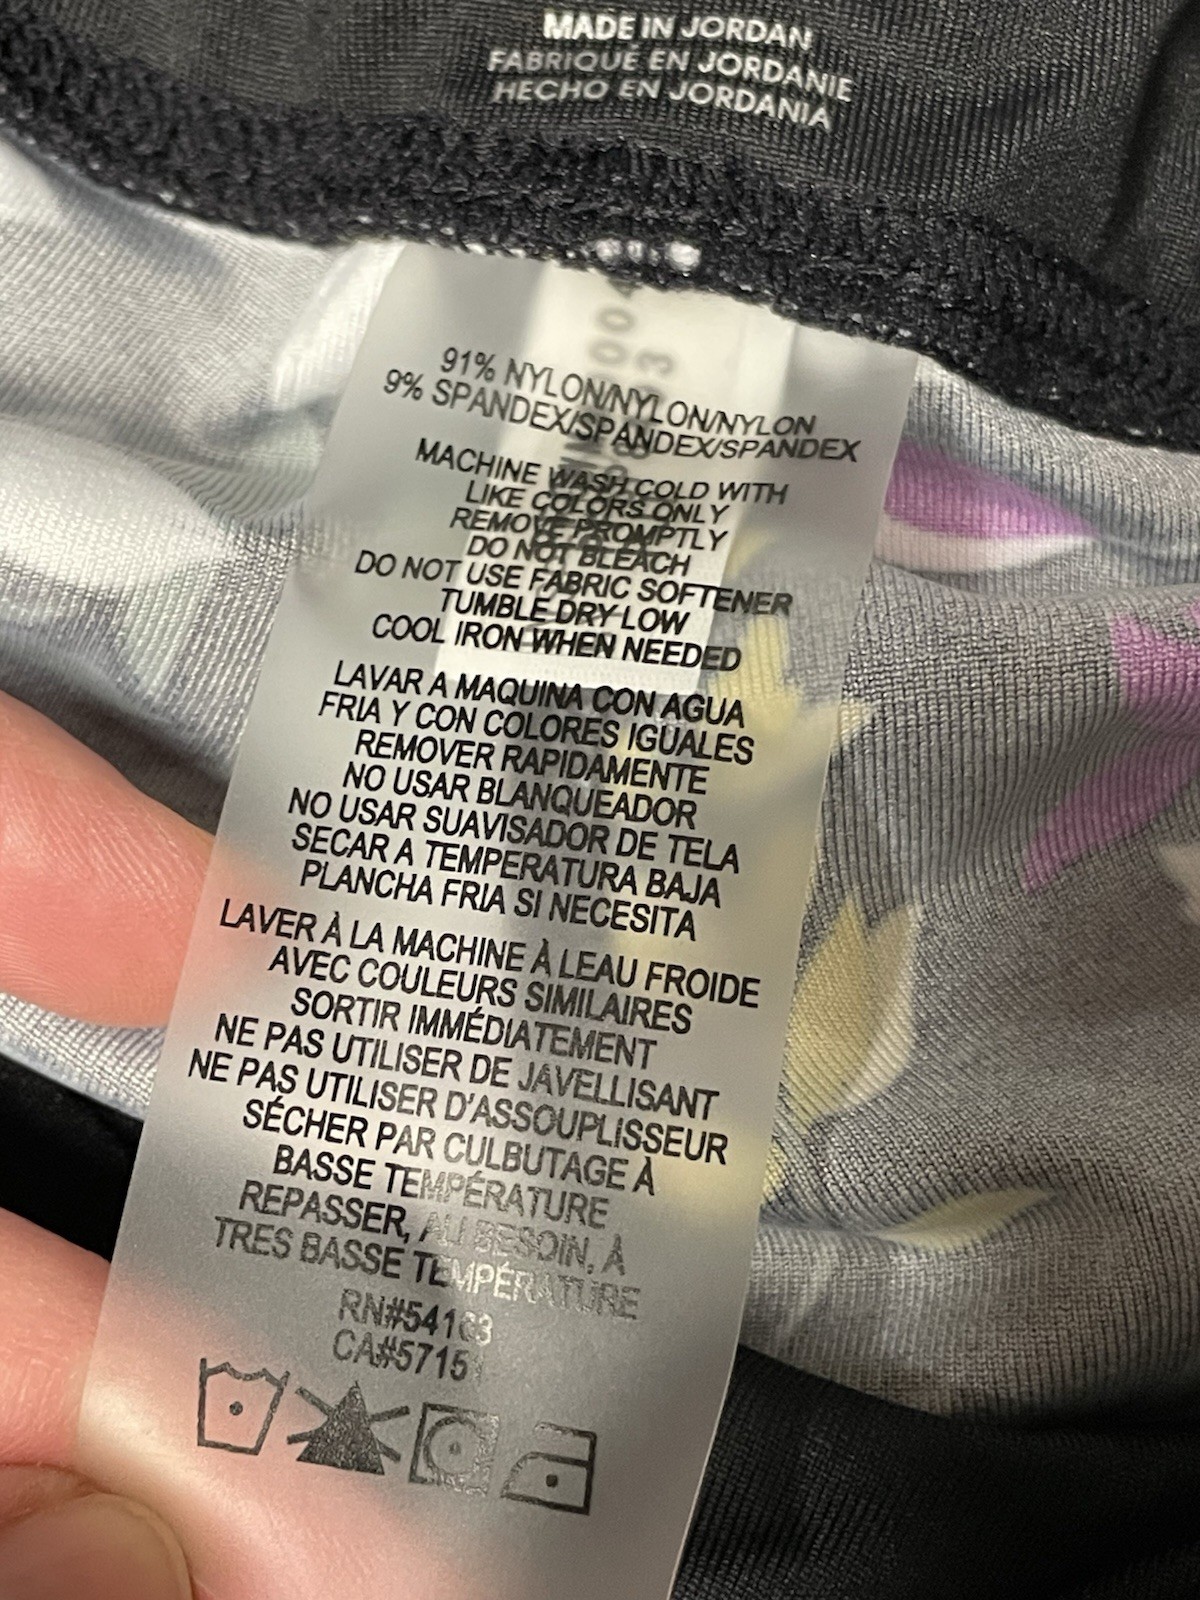 MADE IN JORDAN
FABRIQUÉ EN JORDANIE
HECHO EN JORDANIA
91% NYLON/NYLON/NYLON
9% SPANDEX/SPANDEX/SPANDEX
MACHINE WASH COLD WITH
LIKE COLORS ONLY
REMOVE PROMPTLY
DO NOT BLEACH
DO NOT USE FABRIC SOFTENER
TUMBLE DRY LOW
COOL IRON WHEN NEEDED
LAVAR A MAQUINA CON AGUA
FRIA Y CON COLORES IGUALES
REMOVER RAPIDAMENTE
NO USAR BLANQUEADOR
NO USAR SUAVISADOR DE TELA
SECAR A TEMPERATURA BAJA
PLANCHA FRIA SI NECESITA
LAVER À LA MACHINE À LEAU FROIDE
AVEC COULEURS SIMILAIRES
SORTIR IMMÉDIATEMENT
NE PAS UTILISER DE JAVELLISANT
NE PAS UTILISER D'ASSOUPLISSEUR
SÉCHER PAR CULBUTAGE À
BASSE TEMPÉRATURE
REPASSER, AU BESOIN, À
TRES BASSE TEMPÉRATURE
RN#54163